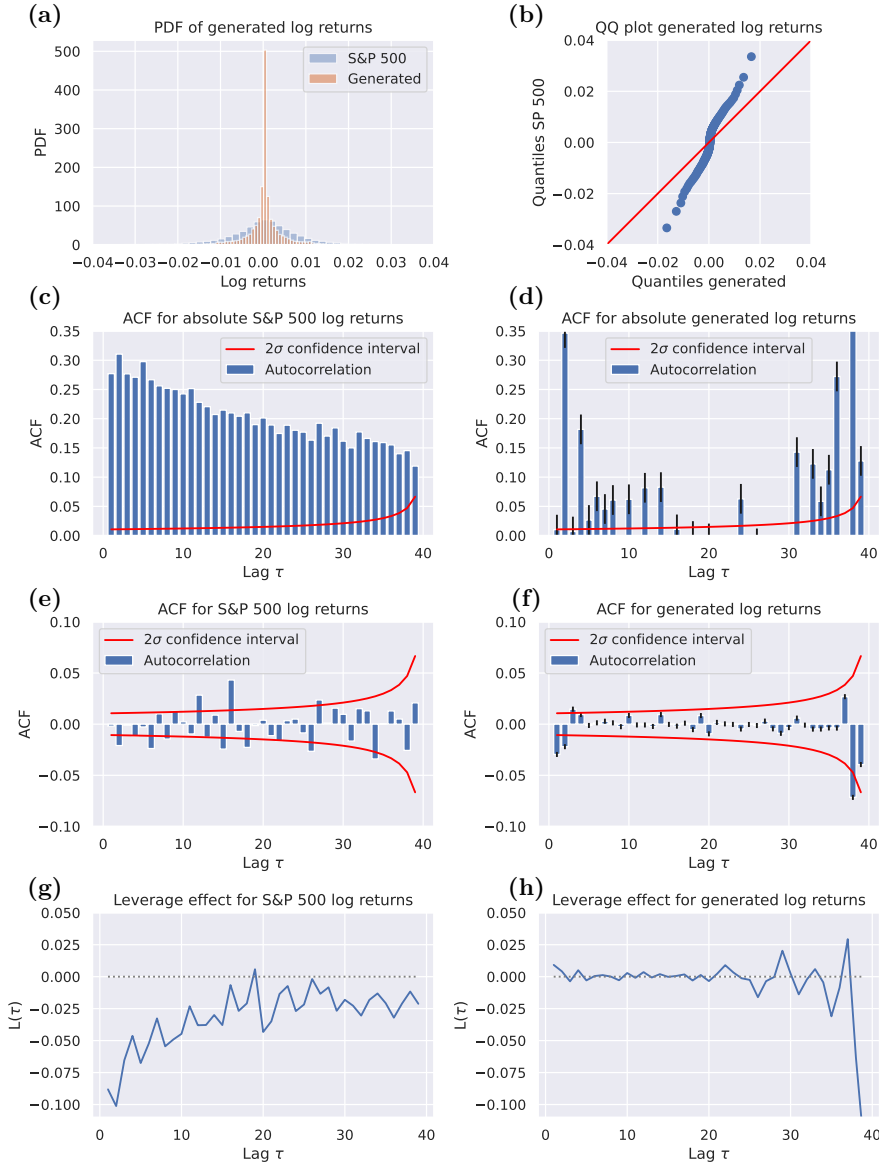 (a)
PDF of generated log returns
500
400
300
200
100
0
PDF
S&P 500
Generated
−0.04 −0.03 −0.02 −0.01 0.00 0.01 0.02 0.03 0.04
Log returns
(b)
QQ plot generated log returns
0.04
0.02
0.00
−0.02
−0.04
Quantiles SP 500
−0.04 −0.02 0.00 0.02 0.04
Quantiles generated
(c)
ACF for absolute S&P 500 log returns
0.35
0.30
0.25
0.20
0.15
0.10
0.05
0.00
ACF
2σ confidence interval
Autocorrelation
0 10 20 30 40
Lag τ
(d)
ACF for absolute generated log returns
0.35
0.30
0.25
0.20
0.15
0.10
0.05
0.00
ACF
2σ confidence interval
Autocorrelation
0 10 20 30 40
Lag τ
(e)
ACF for S&P 500 log returns
0.10
0.05
0.00
−0.05
−0.10
ACF
2σ confidence interval
Autocorrelation
0 10 20 30 40
Lag τ
(f)
ACF for generated log returns
0.10
0.05
0.00
−0.05
−0.10
ACF
2σ confidence interval
Autocorrelation
0 10 20 30 40
Lag τ
(g)
Leverage effect for S&P 500 log returns
0.050
0.025
0.000
−0.025
−0.050
−0.075
−0.100
L(τ)
0 10 20 30 40
Lag τ
(h)
Leverage effect for generated log returns
0.050
0.025
0.000
−0.025
−0.050
−0.075
−0.100
L(τ)
0 10 20 30 40
Lag τ